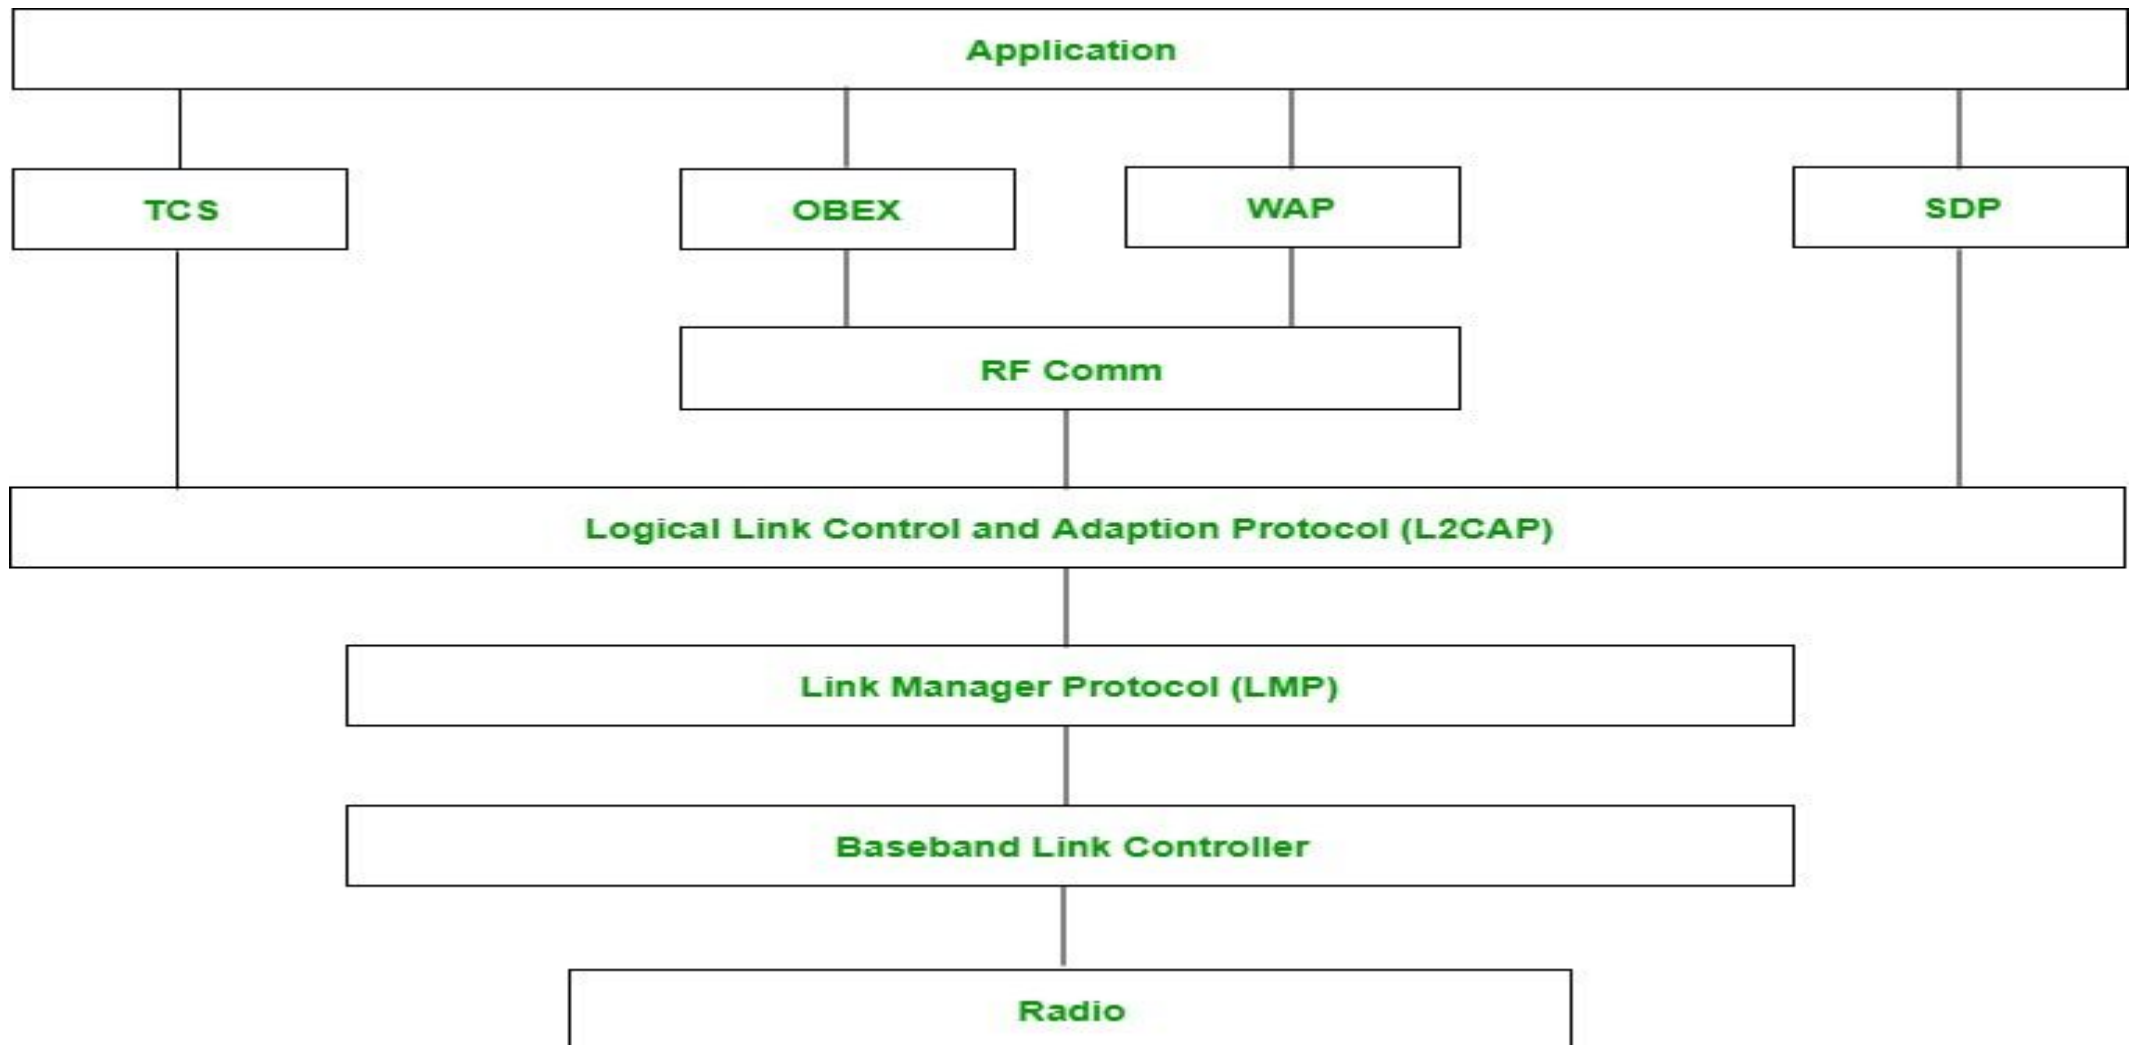 Application
TCS
OBEX
WAP
SDP
RF Comm
Logical Link Control and Adaption Protocol (L2CAP)
Link Manager Protocol (LMP)
Baseband Link Controller
Radio